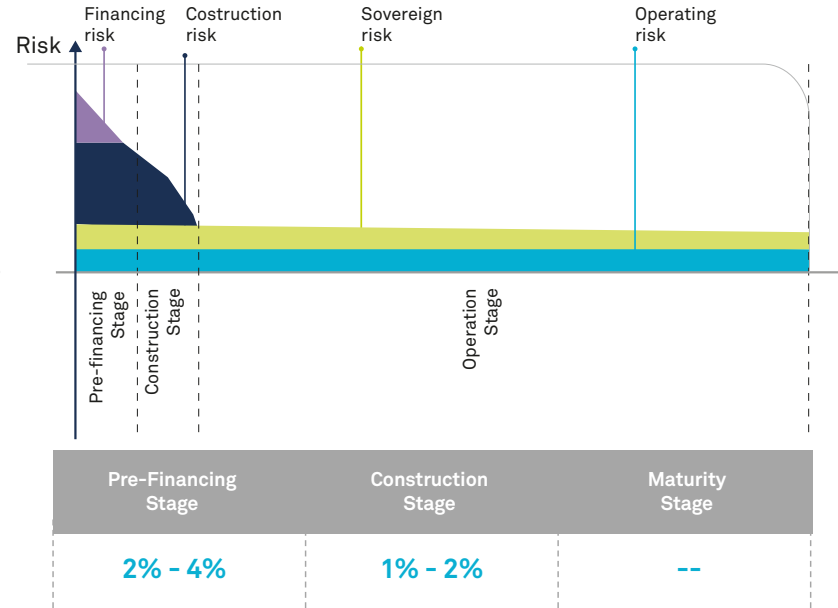 Financing
risk
Costruction
risk
Sovereign
risk
Operating
risk
Risk
Pre-financing
Stage
Construction
Stage
Operation
Stage
Pre-Financing
Stage
Construction
Stage
Maturity
Stage
2% - 4%
1% - 2%
--